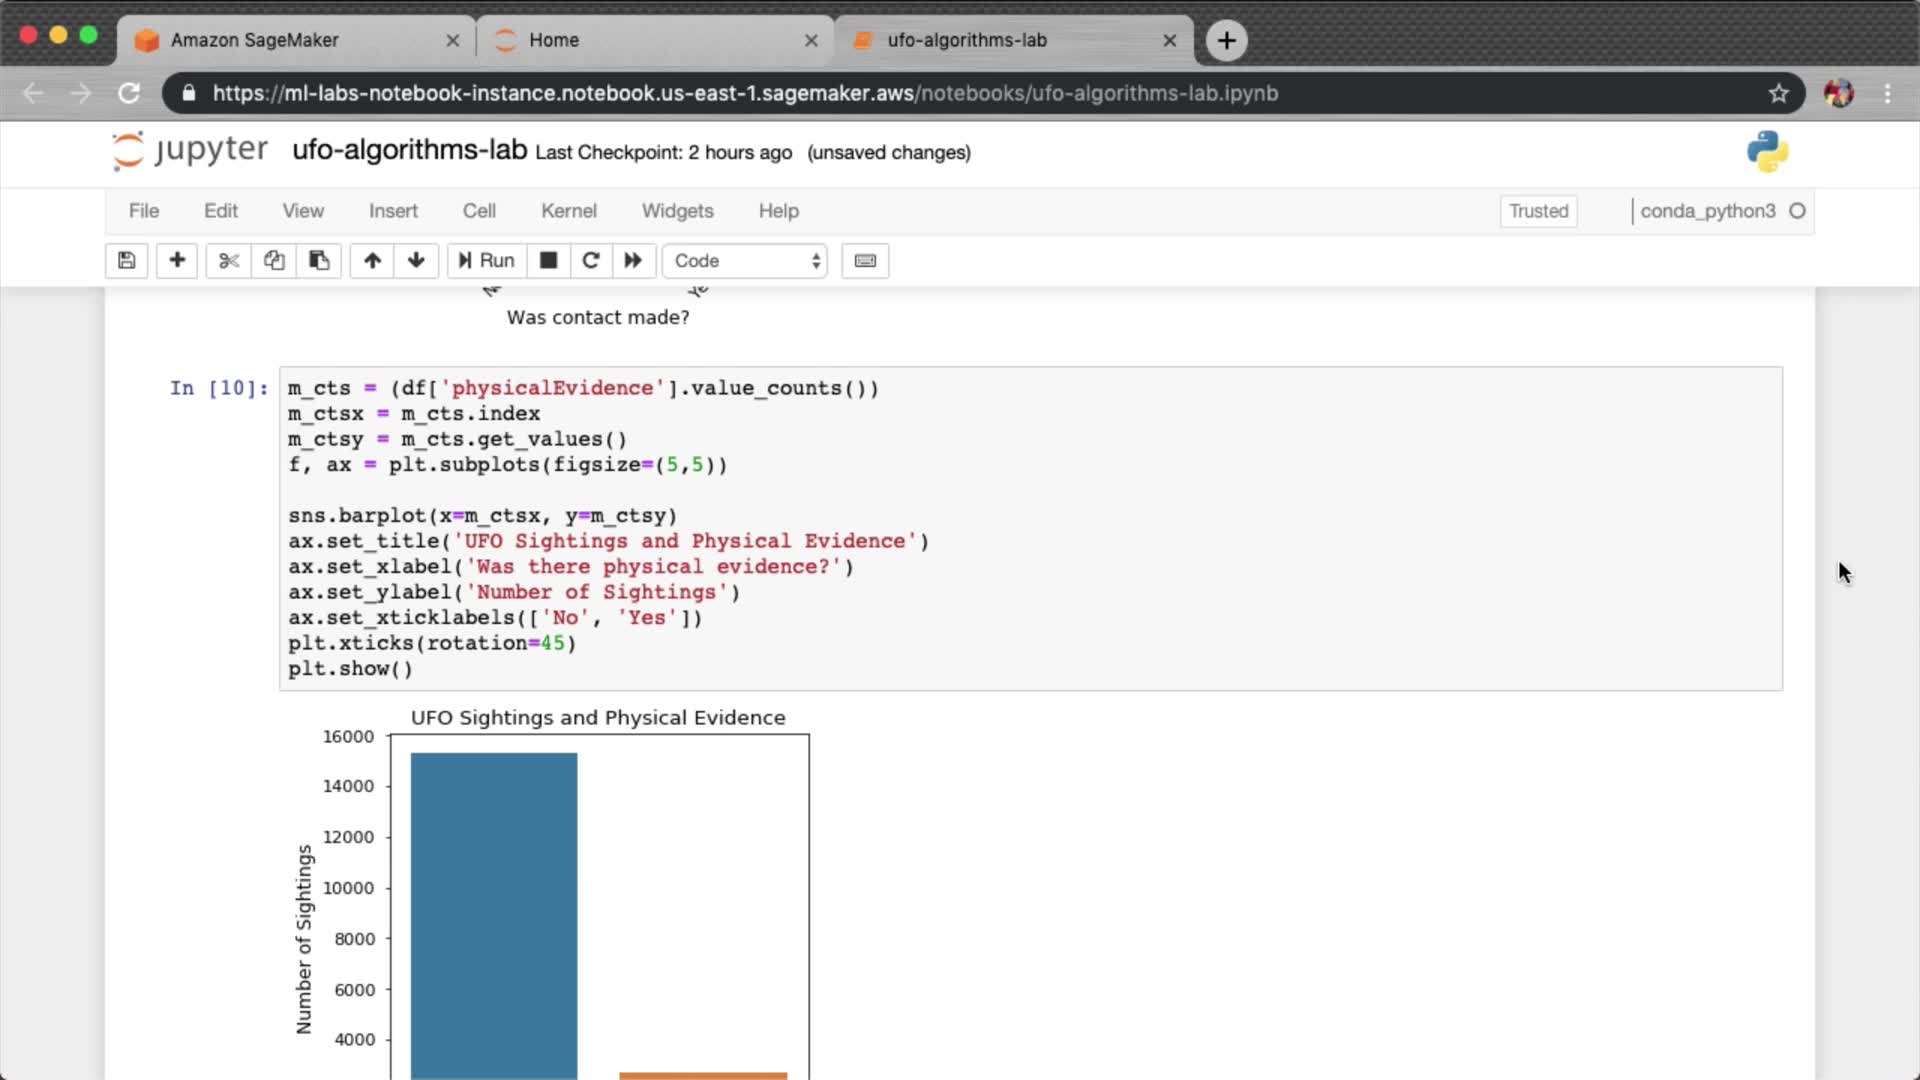 Amazon SageMaker
Home
ufo-algorithms-lab
https://ml-labs-notebook-instance.notebook.us-east-1.sagemaker.aws/notebooks/ufo-algorithms-lab.ipynb
jupyter ufo-algorithms-lab Last Checkpoint: 2 hours ago (unsaved changes)
File Edit View Insert Cell Kernel Widgets Help Trusted conda_python3
Run Code
Was contact made?
In [10]: m_cts = (df['physicalEvidence'].value_counts())
m_ctsx = m_cts.index
m_ctsy = m_cts.get_values()
f, ax = plt.subplots(figsize=(5,5))
sns.barplot(x=m_ctsx, y=m_ctsy)
ax.set_title('UFO Sightings and Physical Evidence')
ax.set_xlabel('Was there physical evidence?')
ax.set_ylabel('Number of Sightings')
ax.set_xticklabels(['No', 'Yes'])
plt.xticks(rotation=45)
plt.show()
UFO Sightings and Physical Evidence
16000
14000
12000
10000
8000
6000
4000
Number of Sightings